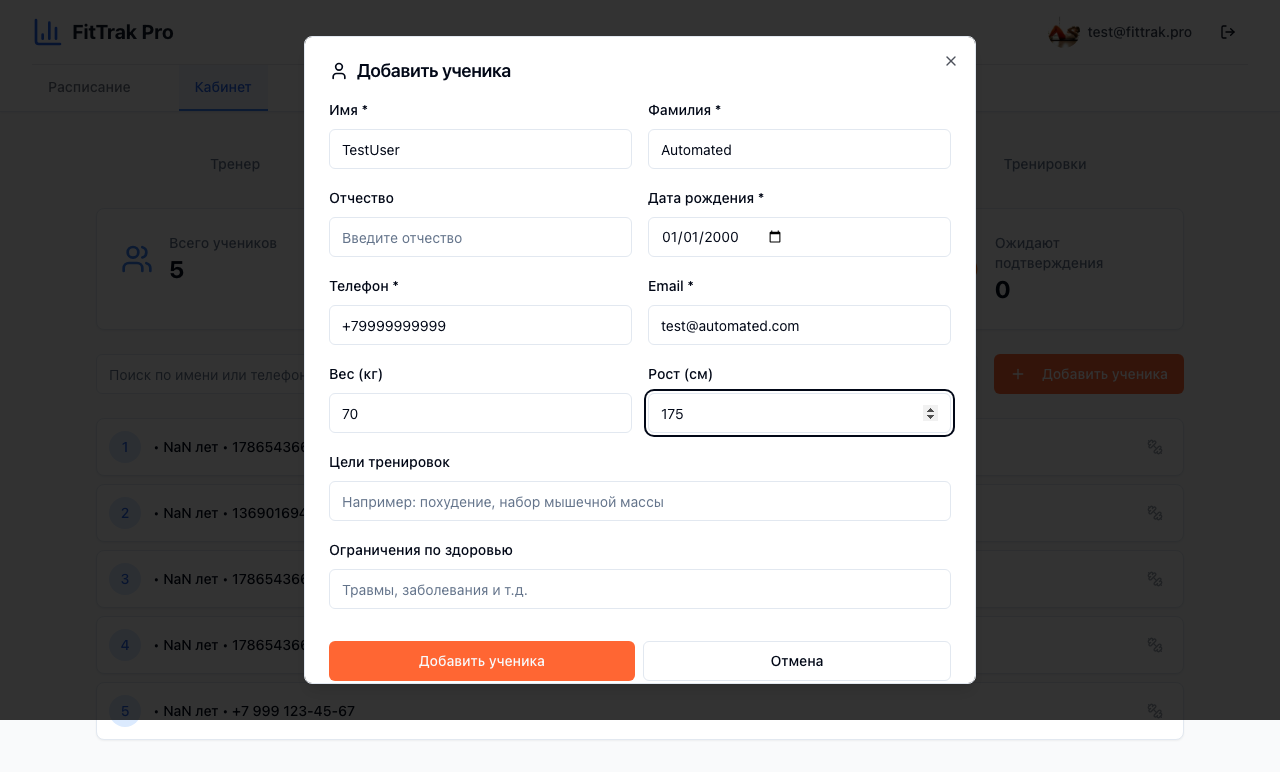 FitTrak Pro
test@fittrak.pro
Расписание
Кабинет
Тренер
Тренировки
Всего учеников
5
Ожидают
подтверждения
0
Поиск по имени или телефон
+ Добавить ученика
1 • NaN лет • 178654366
2 • NaN лет • 13690169
3 • NaN лет • 178654366
4 • NaN лет • 178654366
5 • NaN лет • +7 999 123-45-67
Добавить ученика
Имя *
Фамилия *
TestUser
Automated
Отчество
Дата рождения *
Введите отчество
01/01/2000
Телефон *
Email *
+79999999999
test@automated.com
Вес (кг)
Рост (см)
70
175
Цели тренировок
Например: похудение, набор мышечной массы
Ограничения по здоровью
Травмы, заболевания и т.д.
Добавить ученика
Отмена